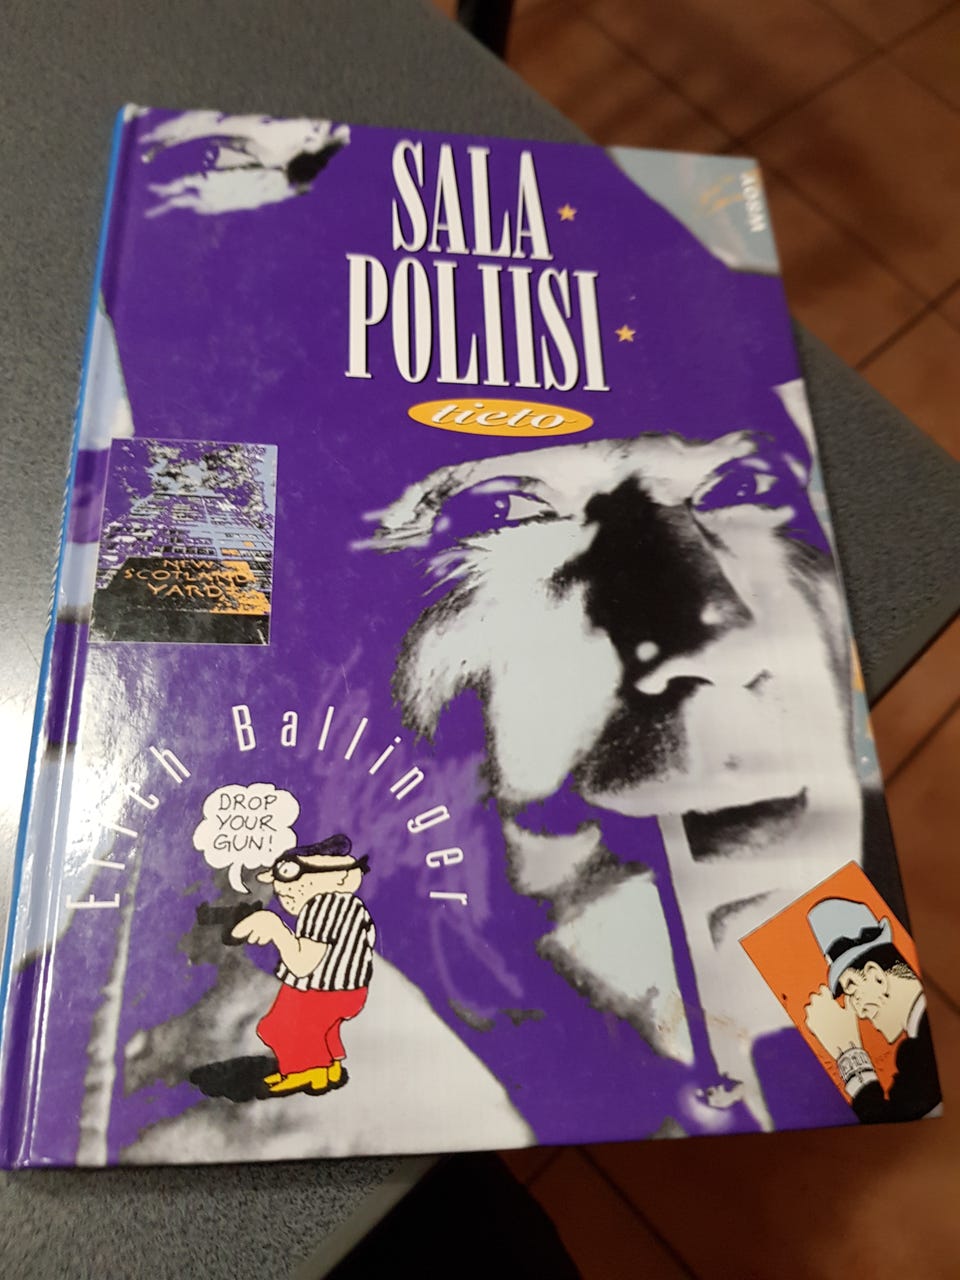 SALA
POLIISI
tieto
NEW
SCOTLAND
YARD
Erich Ballinger
DROP
YOUR
GUN!